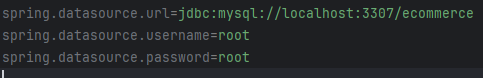 spring.datasource.url=jdbc:mysql://localhost:3307/ecommerce
spring.datasource.username=root
spring.datasource.password=root